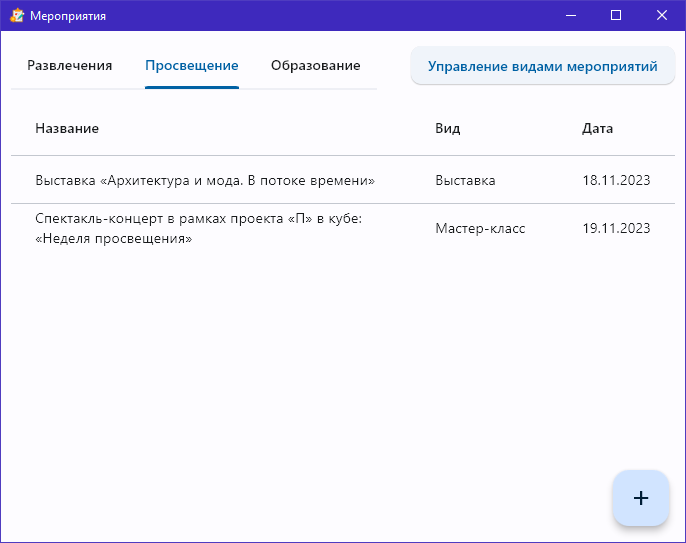 Мероприятия
Развлечения Просвещение Образование Управление видами мероприятий
Название Вид Дата
Выставка «Архитектура и мода. В потоке времени» Выставка 18.11.2023
Спектакль-концерт в рамках проекта «П» в кубе:
«Неделя просвещения» Мастер-класс 19.11.2023
+